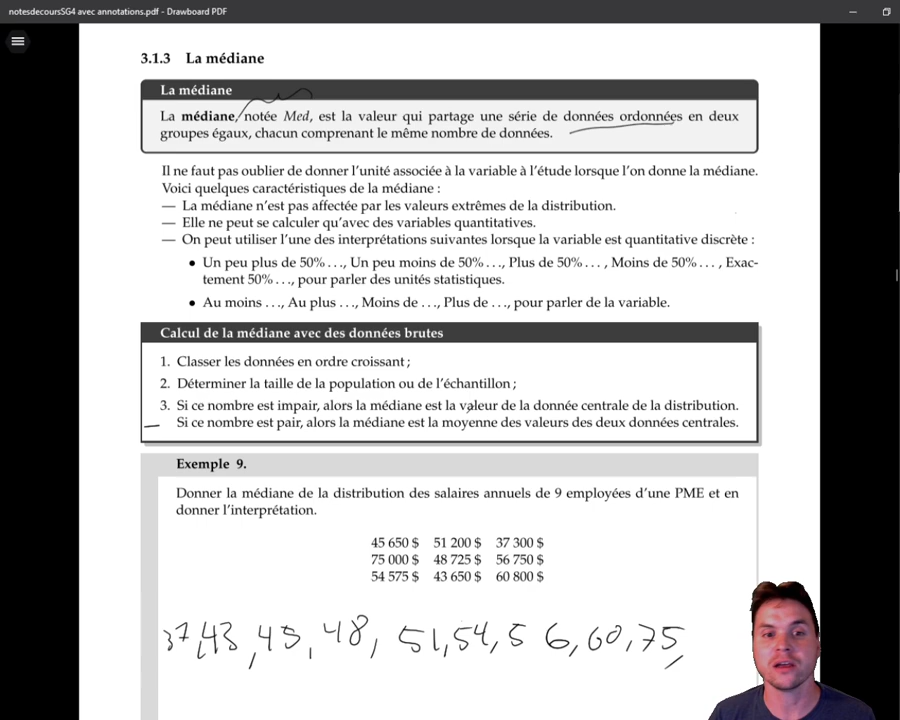 notesdecoursSG4 avec annotations.pdf - Drawboard PDF
3.1.3 La médiane
La médiane
La médiane, notée Med, est la valeur qui partage une série de données ordonnées en deux
groupes égaux, chacun comprenant le même nombre de données.
Il ne faut pas oublier de donner l'unité associée à la variable à l'étude lorsque l'on donne la médiane.
Voici quelques caractéristiques de la médiane :
— La médiane n'est pas affectée par les valeurs extrêmes de la distribution.
— Elle ne peut se calculer qu'avec des variables quantitatives.
— On peut utiliser l'une des interprétations suivantes lorsque la variable est quantitative discrète :
• Un peu plus de 50% ..., Un peu moins de 50% ..., Plus de 50% ..., Moins de 50% ..., Exac-
tement 50% ..., pour parler des unités statistiques.
• Au moins ..., Au plus ..., Moins de ..., Plus de ..., pour parler de la variable.
Calcul de la médiane avec des données brutes
1. Classer les données en ordre croissant ;
2. Déterminer la taille de la population ou de l'échantillon ;
3. Si ce nombre est impair, alors la médiane est la valeur de la donnée centrale de la distribution.
Si ce nombre est pair, alors la médiane est la moyenne des valeurs des deux données centrales.
Exemple 9.
Donner la médiane de la distribution des salaires annuels de 9 employées d'une PME et en
donner l'interprétation.
45 650 $ 51 200 $ 37 300 $
75 000 $ 48 725 $ 56 750 $
54 575 $ 43 650 $ 60 800 $
37, 43, 45, 48, 51, 54, 56, 60, 75,